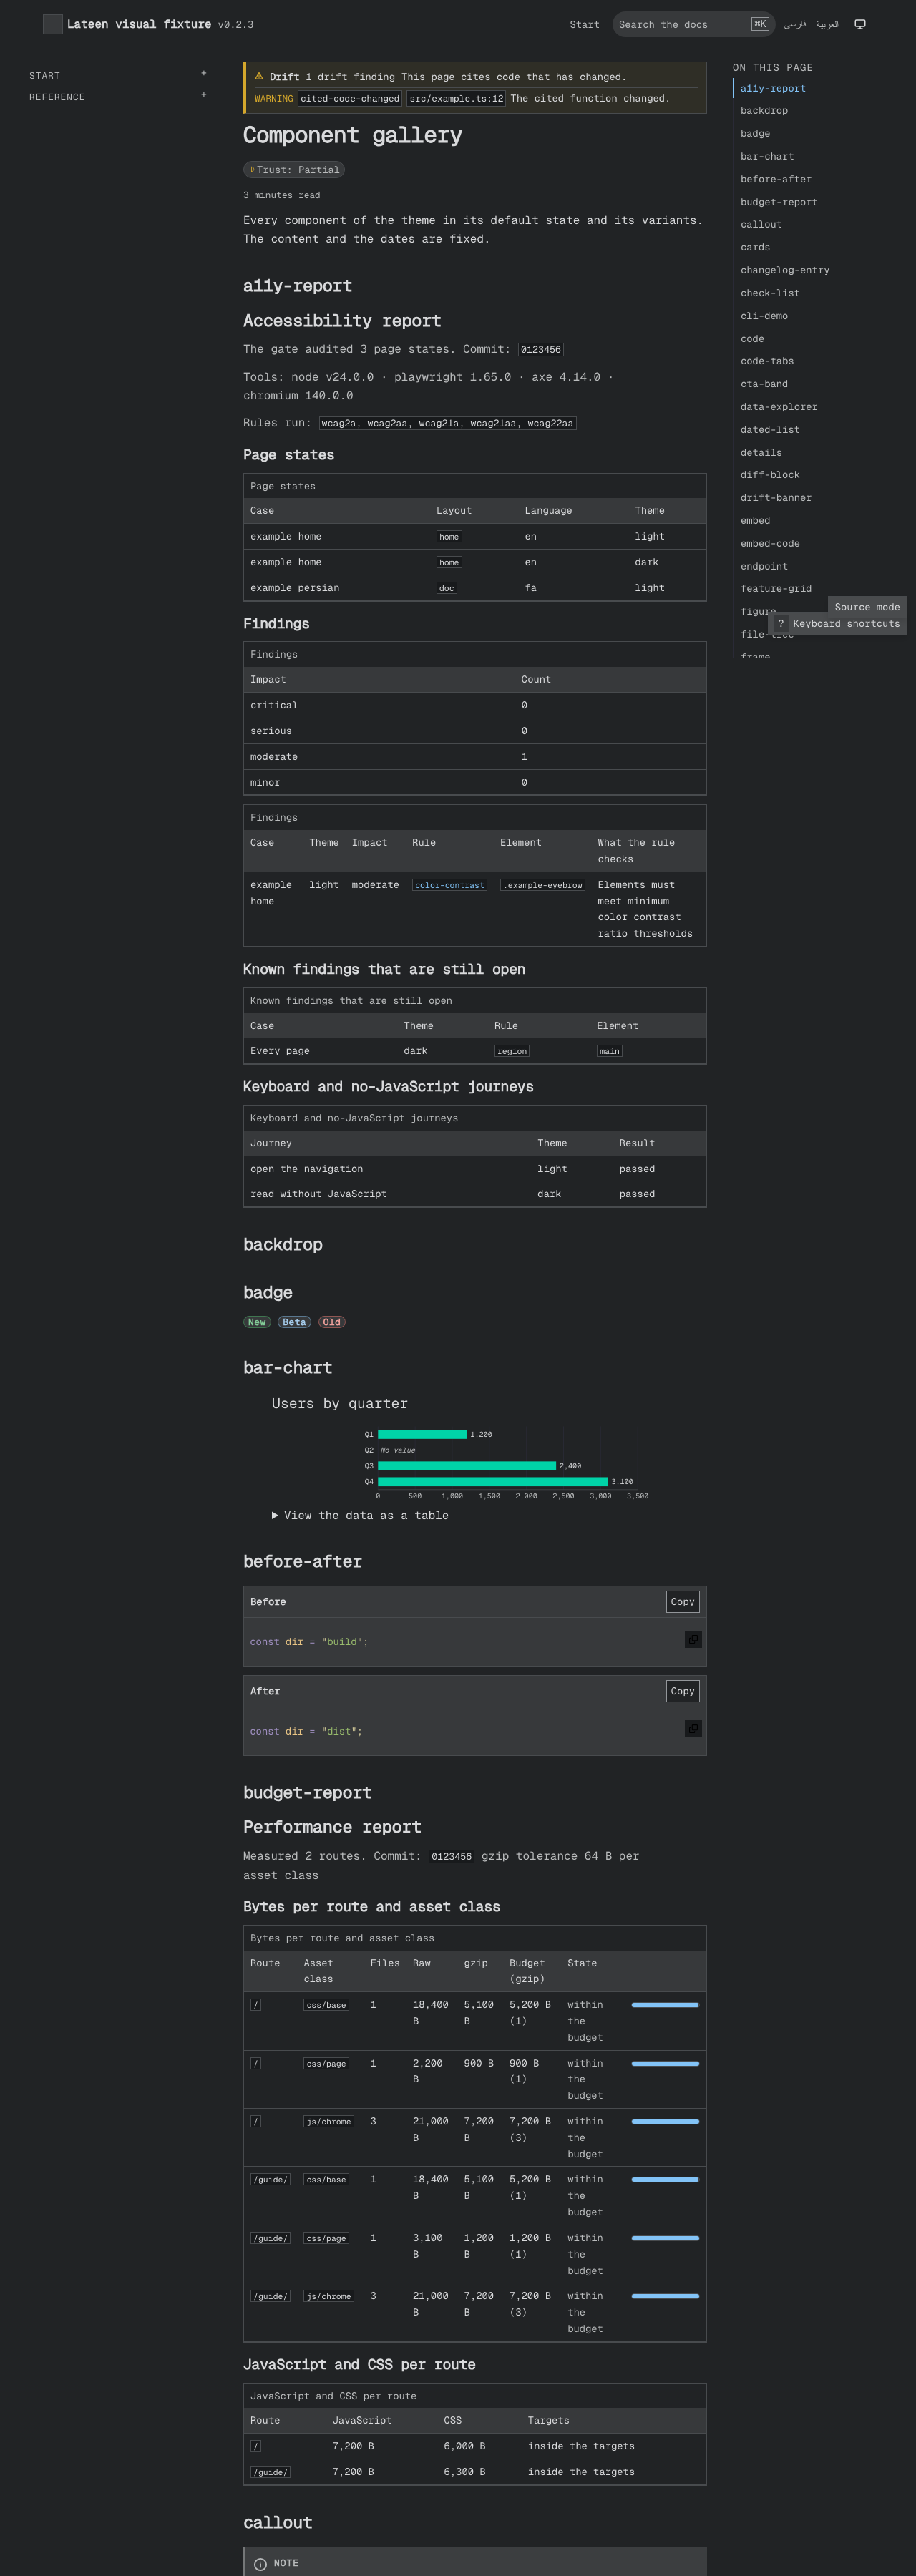 Lateen visual fixture v0.2.3
Start
Search the docs ⌘K
فارسی
العربية
START +
REFERENCE +
⚠ Drift 1 drift finding This page cites code that has changed.
WARNING cited-code-changed src/example.ts:12 The cited function changed.
Component gallery
Trust: Partial
3 minutes read
Every component of the theme in its default state and its variants.
The content and the dates are fixed.
a11y-report
Accessibility report
The gate audited 3 page states. Commit: 0123456
Tools: node v24.0.0 · playwright 1.65.0 · axe 4.14.0 ·
chromium 140.0.0
Rules run: wcag2a, wcag2aa, wcag21a, wcag21aa, wcag22aa
Page states
Page states
Case Layout Language Theme
example home home en light
example home home en dark
example persian doc fa light
Findings
Findings
Impact Count
critical 0
serious 0
moderate 1
minor 0
Findings
Case Theme Impact Rule Element What the rule
checks
example light moderate color-contrast .example-eyebrow Elements must
home meet minimum
color contrast
ratio thresholds
Known findings that are still open
Known findings that are still open
Case Theme Rule Element
Every page dark region main
Keyboard and no-JavaScript journeys
Keyboard and no-JavaScript journeys
Journey Theme Result
open the navigation light passed
read without JavaScript dark passed
backdrop
badge
New Beta Old
bar-chart
Users by quarter
Q1 1,200
Q2 No value
Q3 2,400
Q4 3,100
0 500 1,000 1,500 2,000 2,500 3,000 3,500
▶ View the data as a table
before-after
Before Copy
const dir = "build";
After Copy
const dir = "dist";
budget-report
Performance report
Measured 2 routes. Commit: 0123456 gzip tolerance 64 B per
asset class
Bytes per route and asset class
Bytes per route and asset class
Route Asset Files Raw gzip Budget State
class (gzip)
/ css/base 1 18,400 5,100 5,200 B within
B B (1) the
budget
/ css/page 1 2,200 900 B 900 B within
B (1) the
budget
/ js/chrome 3 21,000 7,200 7,200 B within
B B (3) the
budget
/guide/ css/base 1 18,400 5,100 5,200 B within
B B (1) the
budget
/guide/ css/page 1 3,100 1,200 1,200 B within
B B (1) the
budget
/guide/ js/chrome 3 21,000 7,200 7,200 B within
B B (3) the
budget
JavaScript and CSS per route
JavaScript and CSS per route
Route JavaScript CSS Targets
/ 7,200 B 6,000 B inside the targets
/guide/ 7,200 B 6,300 B inside the targets
callout
NOTE
ON THIS PAGE
a11y-report
backdrop
badge
bar-chart
before-after
budget-report
callout
cards
changelog-entry
check-list
cli-demo
code
code-tabs
cta-band
data-explorer
dated-list
details
diff-block
drift-banner
embed
embed-code
endpoint
feature-grid
figure
file-tree
frame
Source mode
? Keyboard shortcuts